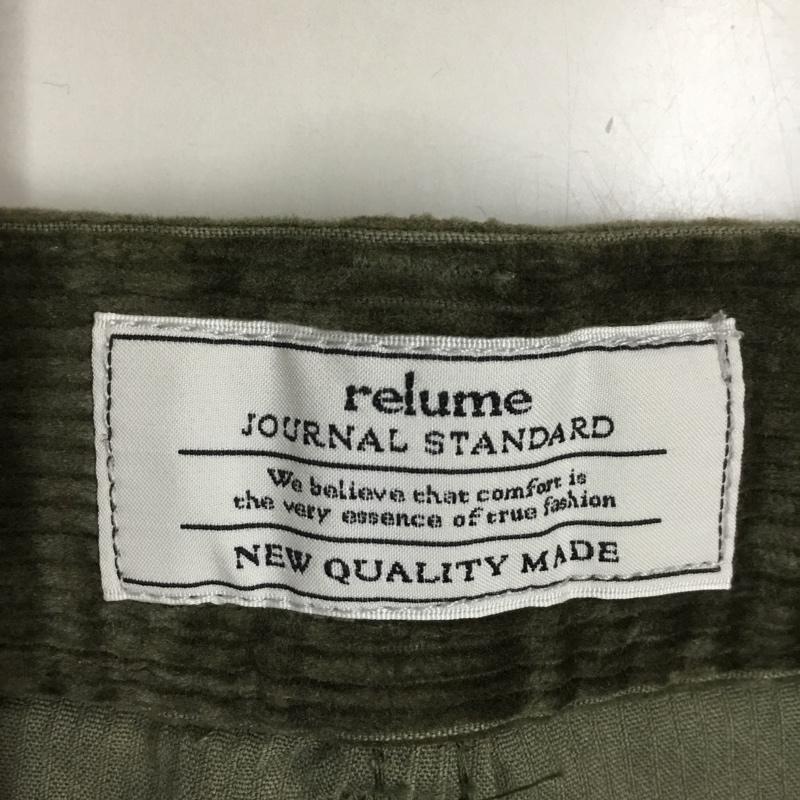 relume
JOURNAL STANDARD
We believe that comfort is
the very essence of true fashion
NEW QUALITY MADE